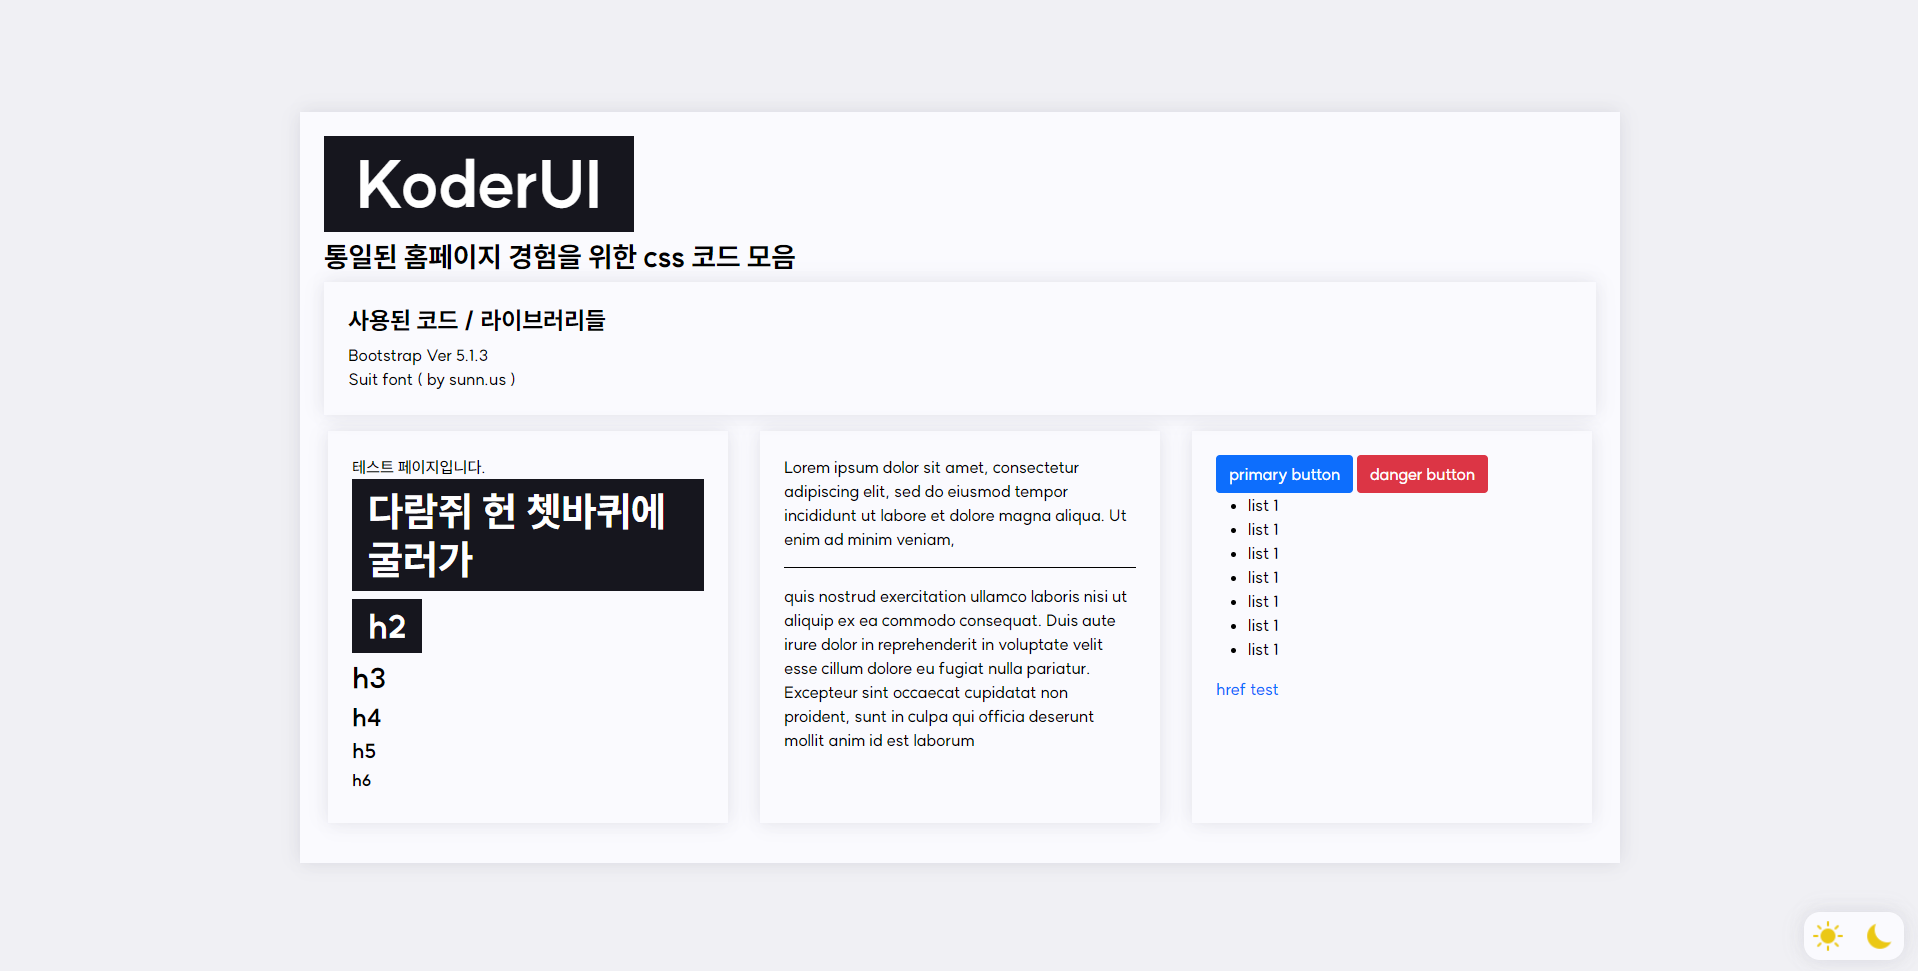 KoderUI
통일된 홈페이지 경험을 위한 css 코드 모음
사용된 코드 / 라이브러리들
Bootstrap Ver 5.1.3
Suit font ( by sunn.us )
테스트 페이지입니다.
다람쥐 헌 쳇바퀴에
굴러가
h2
h3
h4
h5
h6
Lorem ipsum dolor sit amet, consectetur
adipiscing elit, sed do eiusmod tempor
incididunt ut labore et dolore magna aliqua. Ut
enim ad minim veniam,
quis nostrud exercitation ullamco laboris nisi ut
aliquip ex ea commodo consequat. Duis aute
irure dolor in reprehenderit in voluptate velit
esse cillum dolore eu fugiat nulla pariatur.
Excepteur sint occaecat cupidatat non
proident, sunt in culpa qui officia deserunt
mollit anim id est laborum
primary button danger button
list 1
list 1
list 1
list 1
list 1
list 1
list 1
href test